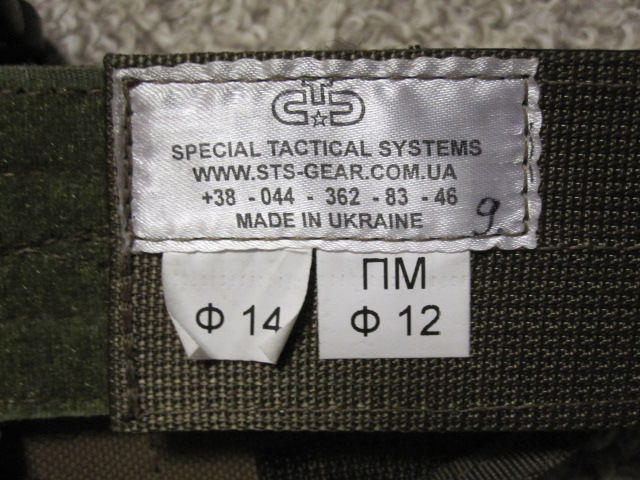 SPECIAL TACTICAL SYSTEMS
WWW.STS-GEAR.COM.UA
+38 - 044 - 362 - 83 - 46
MADE IN UKRAINE
9
Ф 14
ПМ
Ф 12